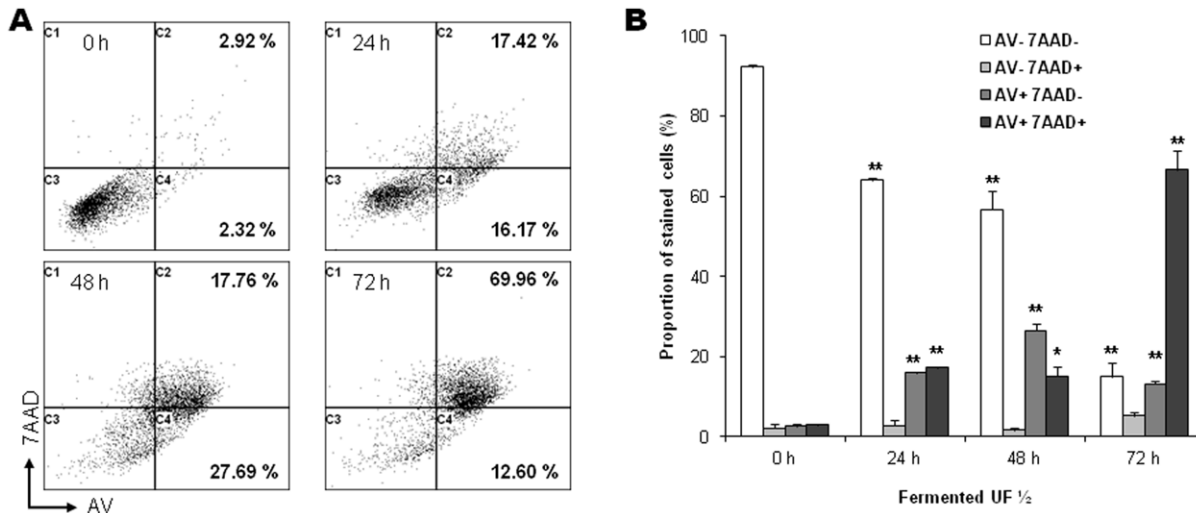 A
C1
0 h
C2
2.92 %
C3
C4
2.32 %
C1
24 h
C2
17.42 %
C3
C4
16.17 %
C1
48 h
C2
17.76 %
C3
C4
27.69 %
C1
72 h
C2
69.96 %
C3
C4
12.60 %
7AAD
AV
B
Proportion of stained cells (%)
100
80
60
40
20
0
AV- 7AAD-
AV- 7AAD+
AV+ 7AAD-
AV+ 7AAD+
**
** **
**
**
*
**
**
**
0 h 24 h 48 h 72 h
Fermented UF ½